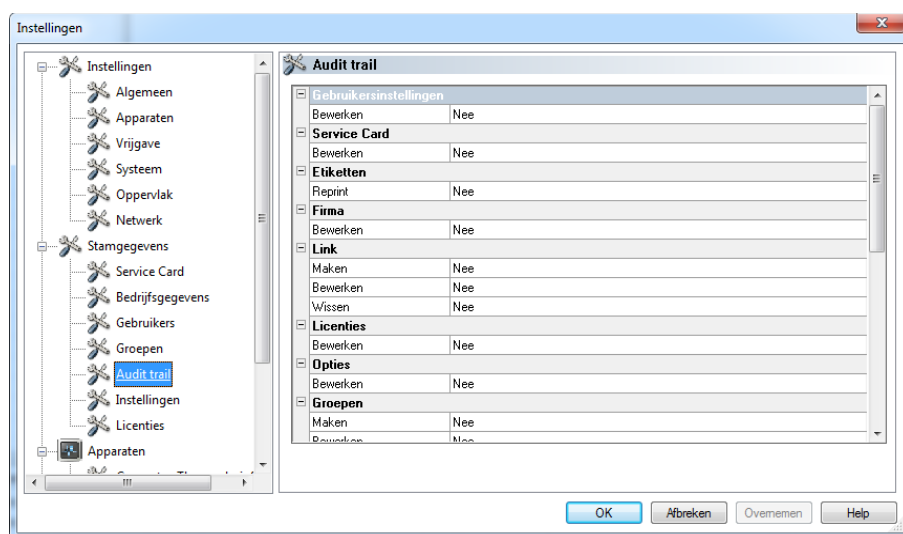 Instellingen
Instellingen
Algemeen
Apparaten
Vrijgave
Systeem
Oppervlak
Netwerk
Stamgegevens
Service Card
Bedrijfsgegevens
Gebruikers
Groepen
Audit trail
Instellingen
Licenties
Apparaten
Audit trail
Gebruikersinstellingen
Bewerken Nee
Service Card
Bewerken Nee
Etiketten
Reprint Nee
Firma
Bewerken Nee
Link
Maken Nee
Bewerken Nee
Wissen Nee
Licenties
Bewerken Nee
Opties
Bewerken Nee
Groepen
Maken Nee
Bewerken Nee
OK Afbreken Overnemen Help